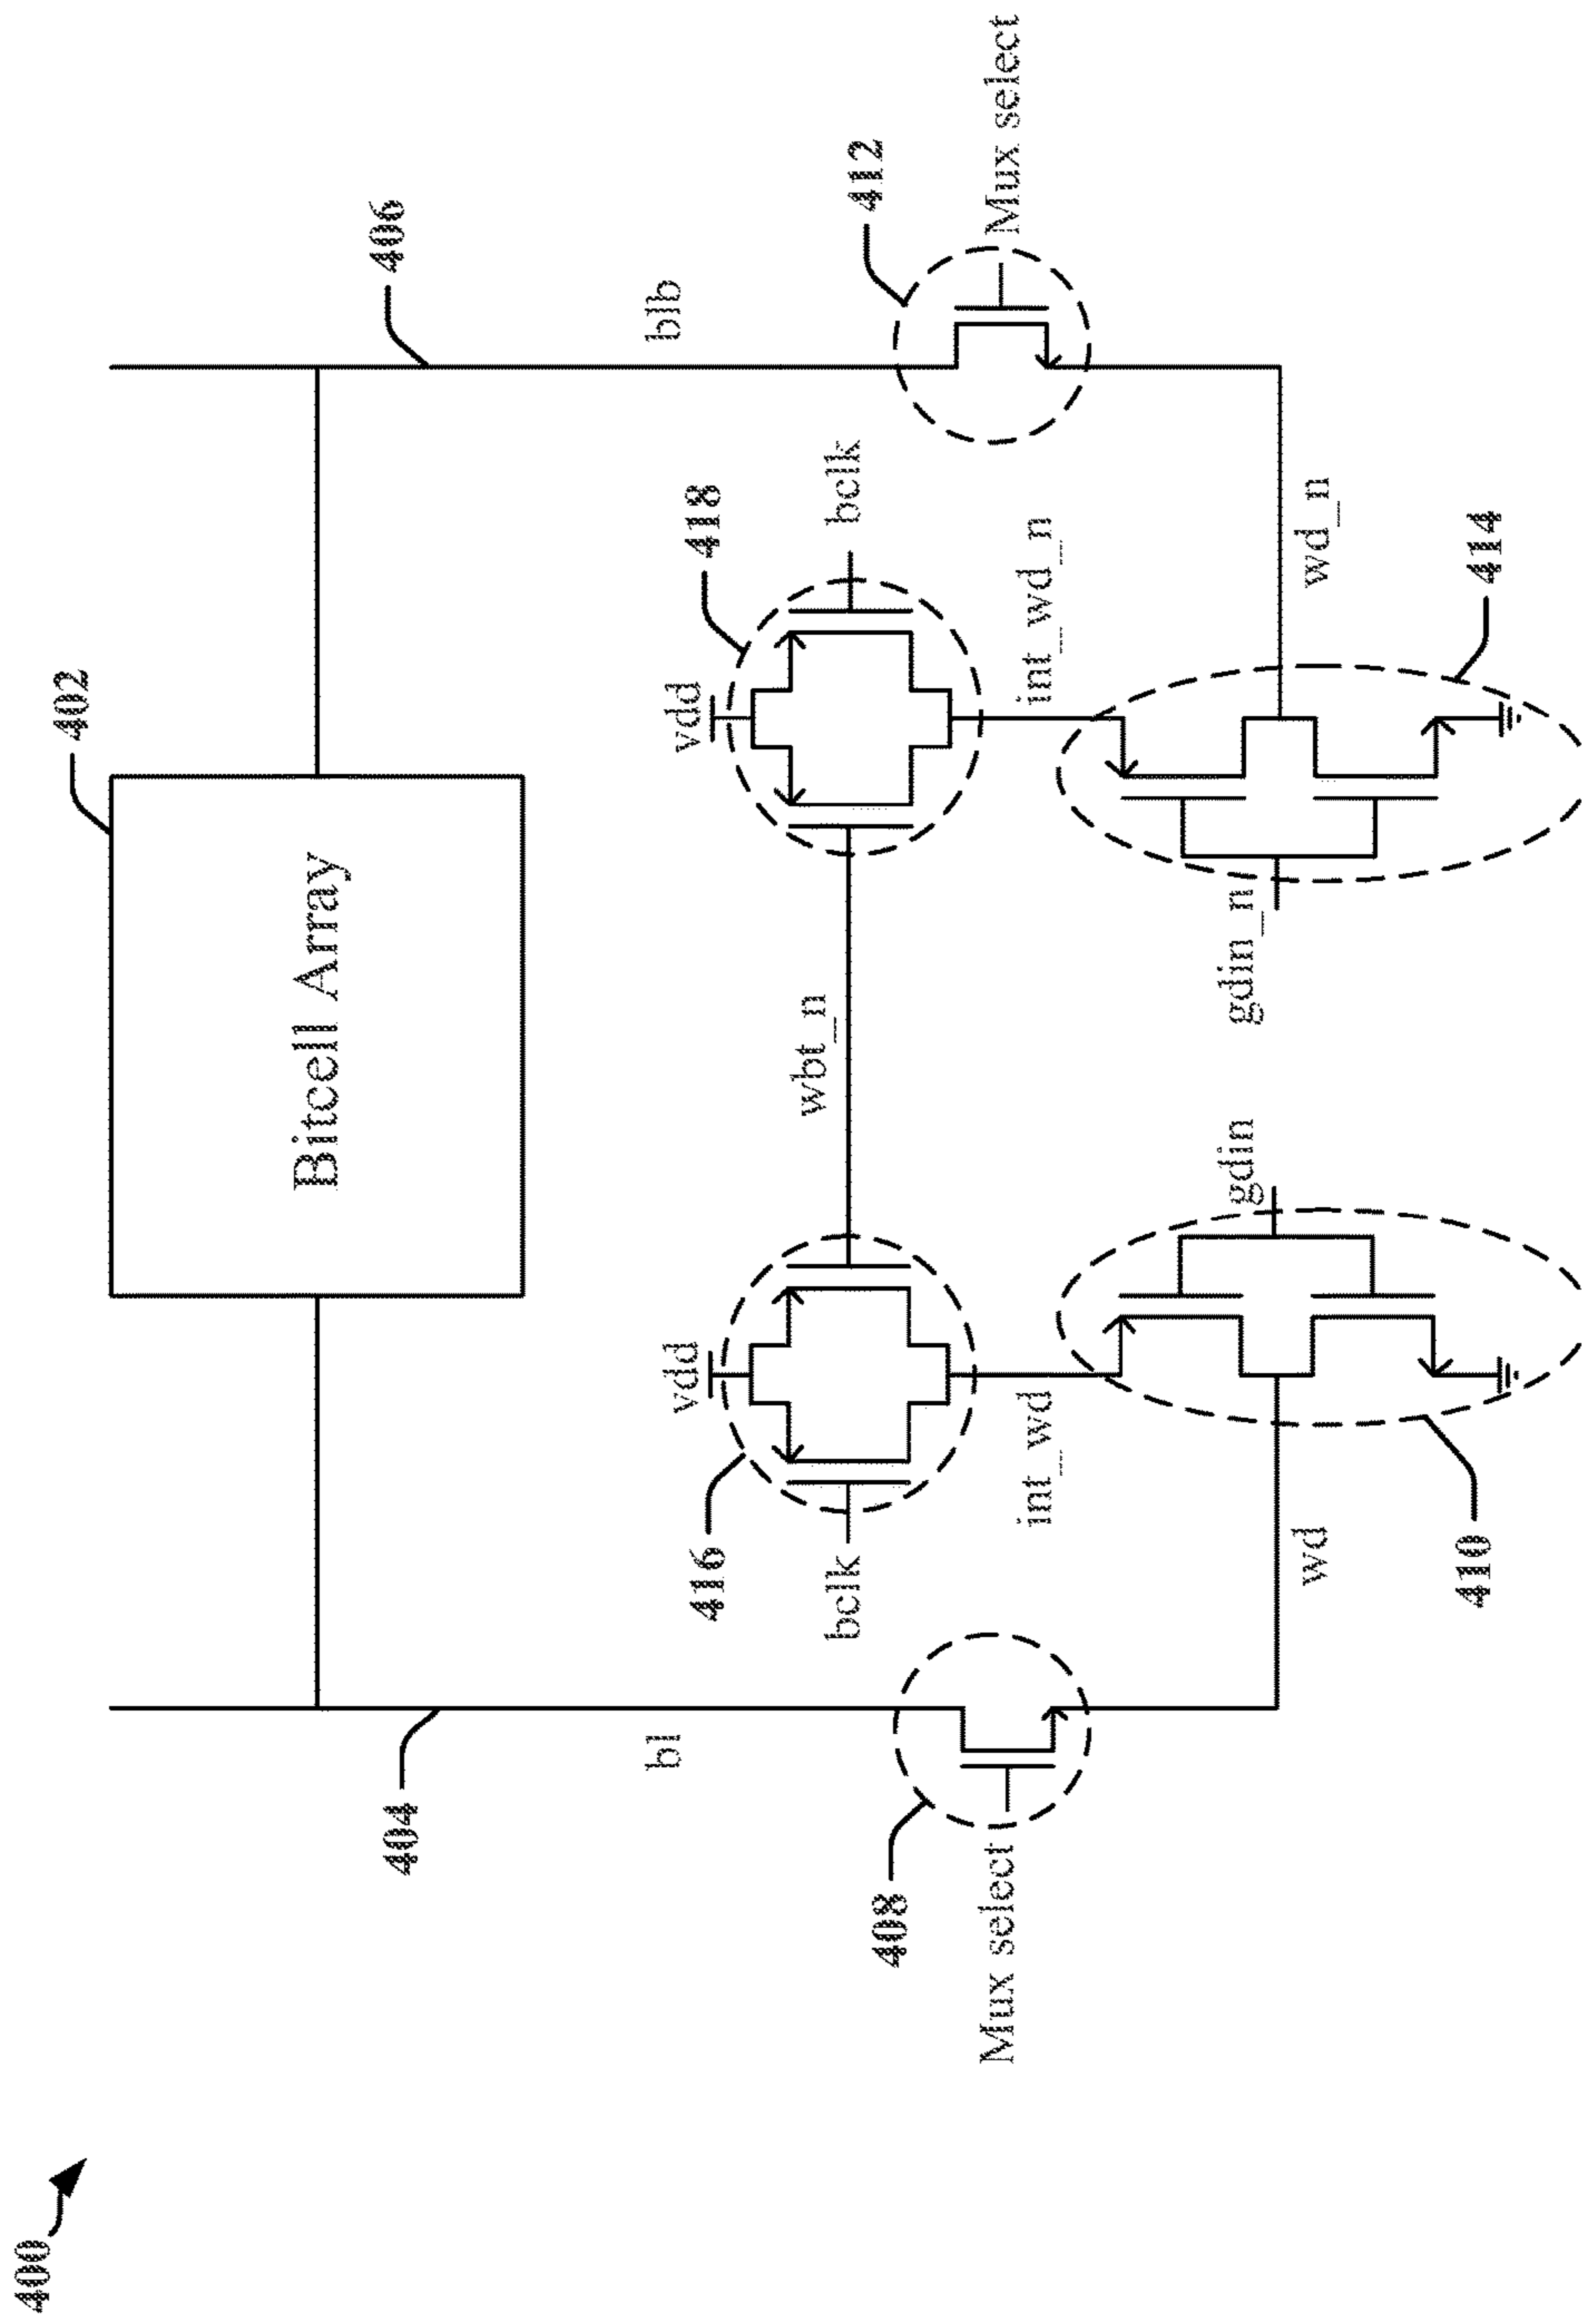 400
402
Bitcell Array
404
406
bl
blb
vdd
vdd
416
418
bclk
wbt_n
bclk
408
412
Mux select
Mux select
int_wd
int_wd_n
gdin
gdin_n
wd
wd_n
410
414